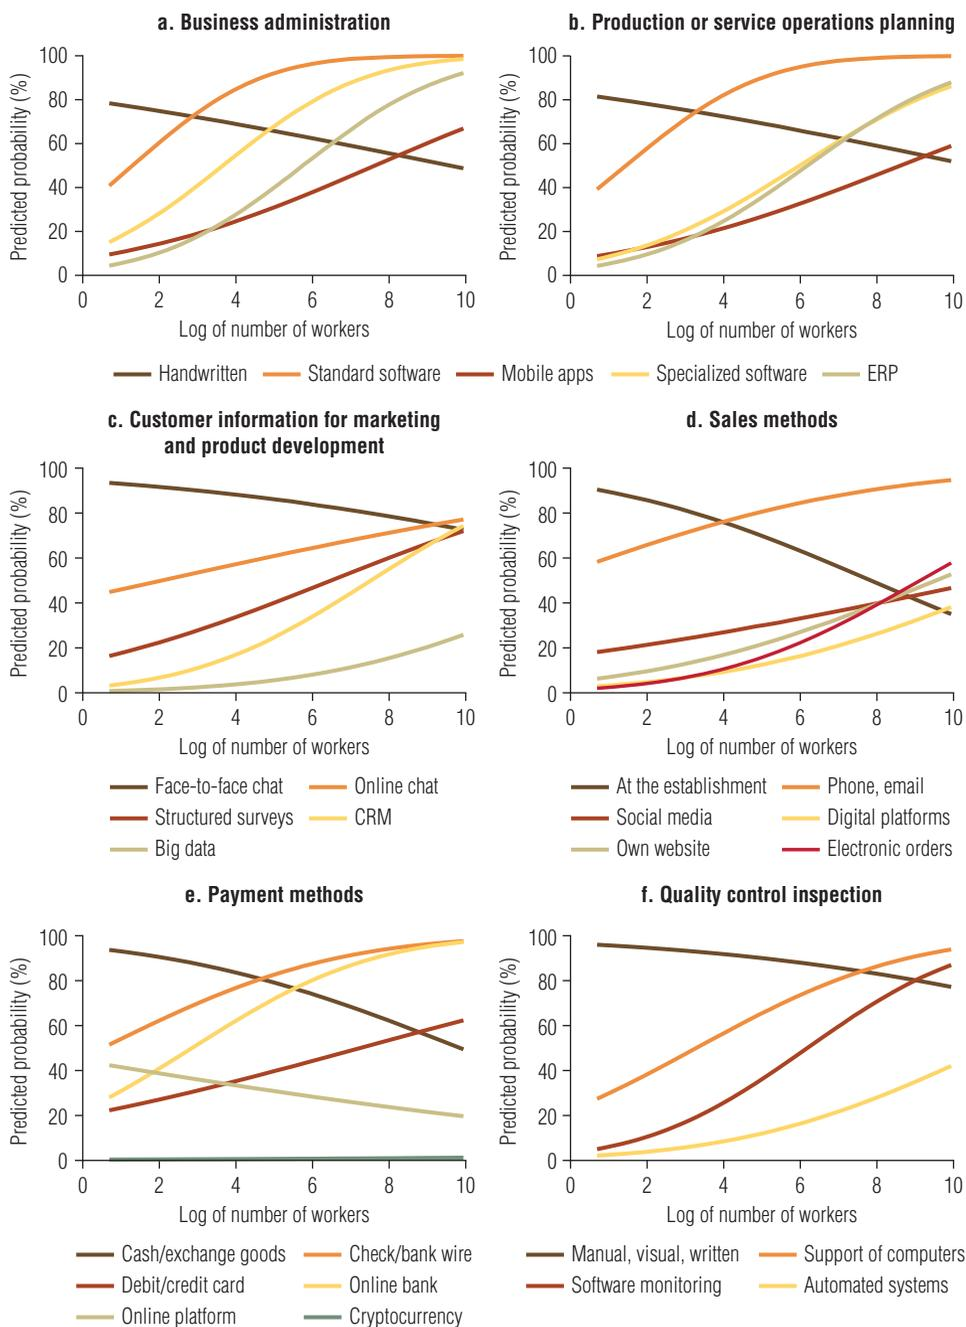 a. Business administration
Predicted probability (%)
100
80
60
40
20
0
0 2 4 6 8 10
Log of number of workers
b. Production or service operations planning
Predicted probability (%)
100
80
60
40
20
0
0 2 4 6 8 10
Log of number of workers
Handwritten Standard software Mobile apps Specialized software ERP
c. Customer information for marketing
and product development
Predicted probability (%)
100
80
60
40
20
0
0 2 4 6 8 10
Log of number of workers
Face-to-face chat Online chat
Structured surveys CRM
Big data
d. Sales methods
Predicted probability (%)
100
80
60
40
20
0
0 2 4 6 8 10
Log of number of workers
At the establishment Phone, email
Social media Digital platforms
Own website Electronic orders
e. Payment methods
Predicted probability (%)
100
80
60
40
20
0
0 2 4 6 8 10
Log of number of workers
Cash/exchange goods Check/bank wire
Debit/credit card Online bank
Online platform Cryptocurrency
f. Quality control inspection
Predicted probability (%)
100
80
60
40
20
0
0 2 4 6 8 10
Log of number of workers
Manual, visual, written Support of computers
Software monitoring Automated systems